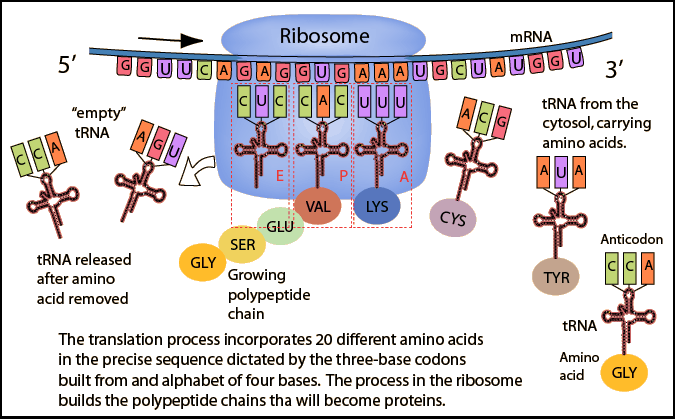 Ribosome
mRNA
5’
G G U U C A G A G G U G A A A U G C U A U G G U
3’
C U C
C A C
U U U
E
P
A
“empty”
tRNA
C C A
A G U
A C G
CYS
tRNA from the
cytosol, carrying
amino acids.
A U A
TYR
VAL
LYS
GLU
SER
GLY
tRNA released
after amino
acid removed
Growing
polypeptide
chain
Anticodon
C C A
tRNA
Amino
acid
GLY
The translation process incorporates 20 different amino acids
in the precise sequence dictated by the three-base codons
built from and alphabet of four bases. The process in the ribosome
builds the polypeptide chains tha will become proteins.